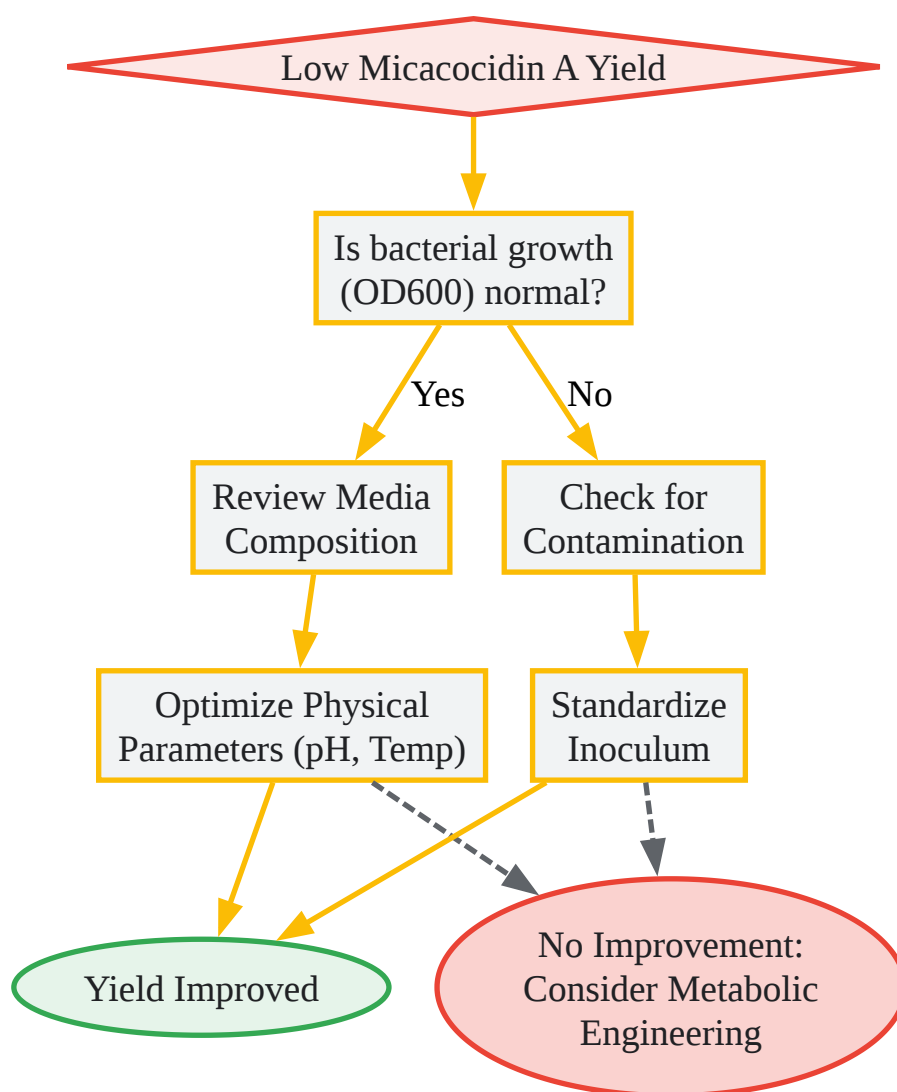 Low Micacocidin A Yield
Is bacterial growth
(OD600) normal?
Yes
No
Review Media
Composition
Check for
Contamination
Optimize Physical
Parameters (pH, Temp)
Standardize
Inoculum
Yield Improved
No Improvement:
Consider Metabolic
Engineering